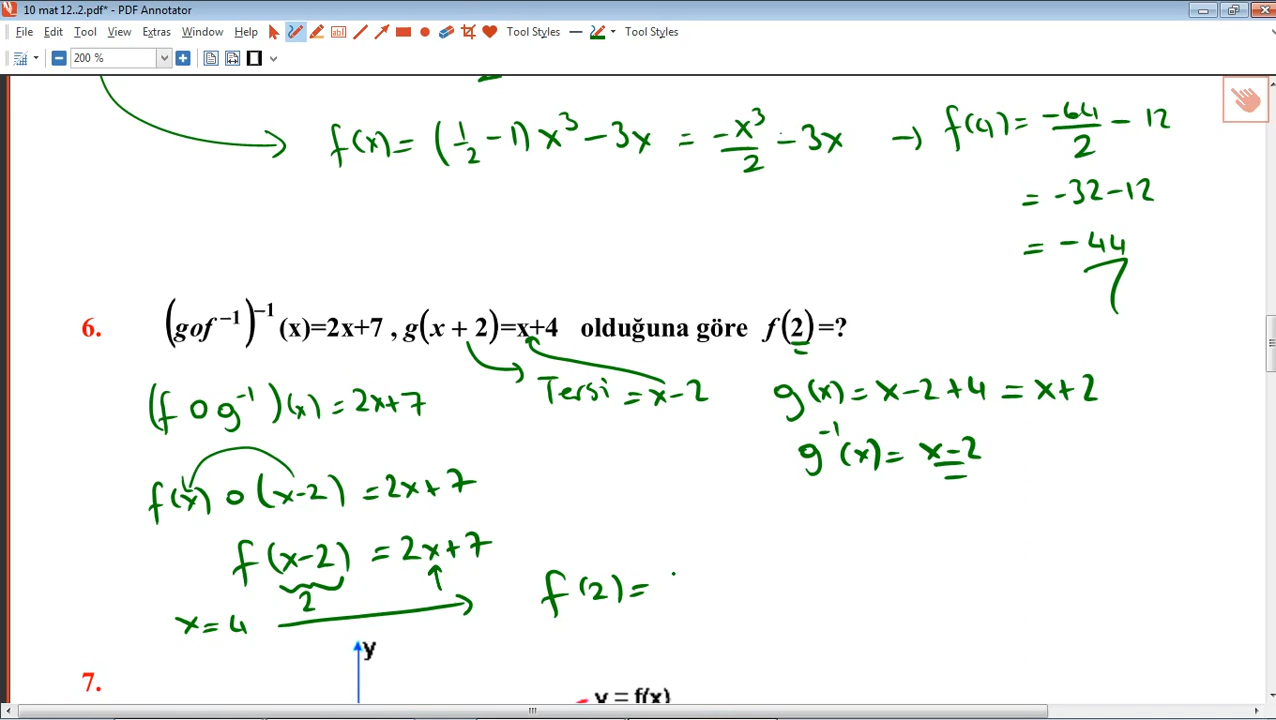 10 mat 12..2.pdf* - PDF Annotator
File Edit Tool View Extras Window Help Tool Styles Tool Styles
200 %
f(x) = (1/2 - 1) x³ - 3x = -x³/2 - 3x → f(4) = -64/2 - 12
= -32 - 12
= -44
6. (gof⁻¹)⁻¹(x)=2x+7 , g(x + 2)=x+4 olduğuna göre f(2)=?
(f o g⁻¹)(x) = 2x+7 Tersi = x-2 g(x) = x-2+4 = x+2
g⁻¹(x) = x-2
f(x) o (x-2) = 2x+7
f(x-2) = 2x+7
2
x=4 f(2) =
y
7.
y = f(x)